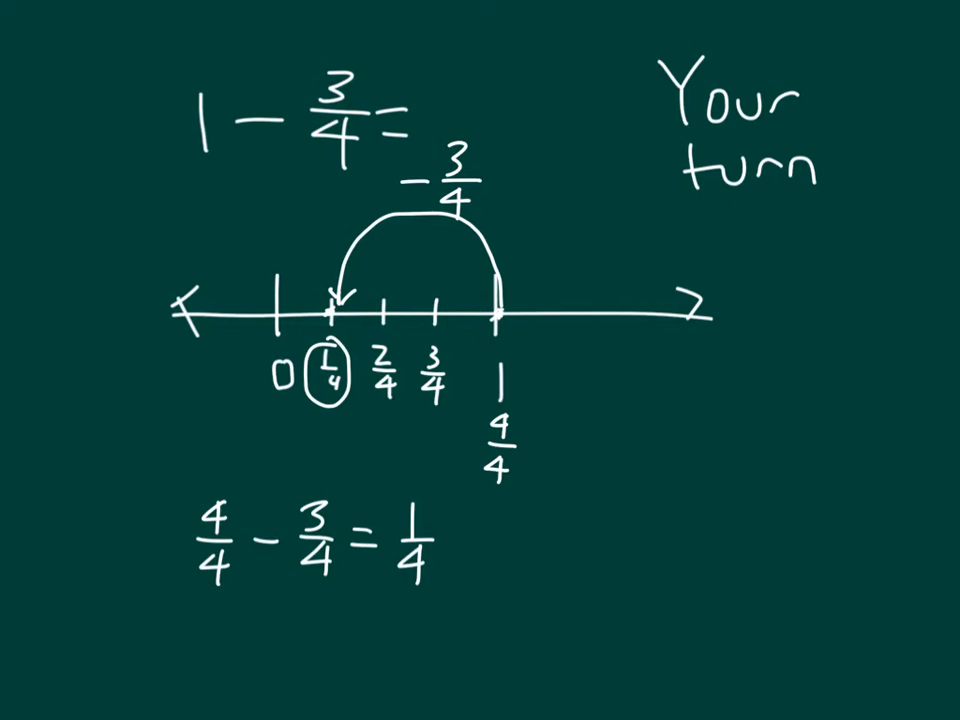 1 - 3/4 =
Your
turn
- 3/4
0 1/4 2/4 3/4 1
4/4
4/4 - 3/4 = 1/4